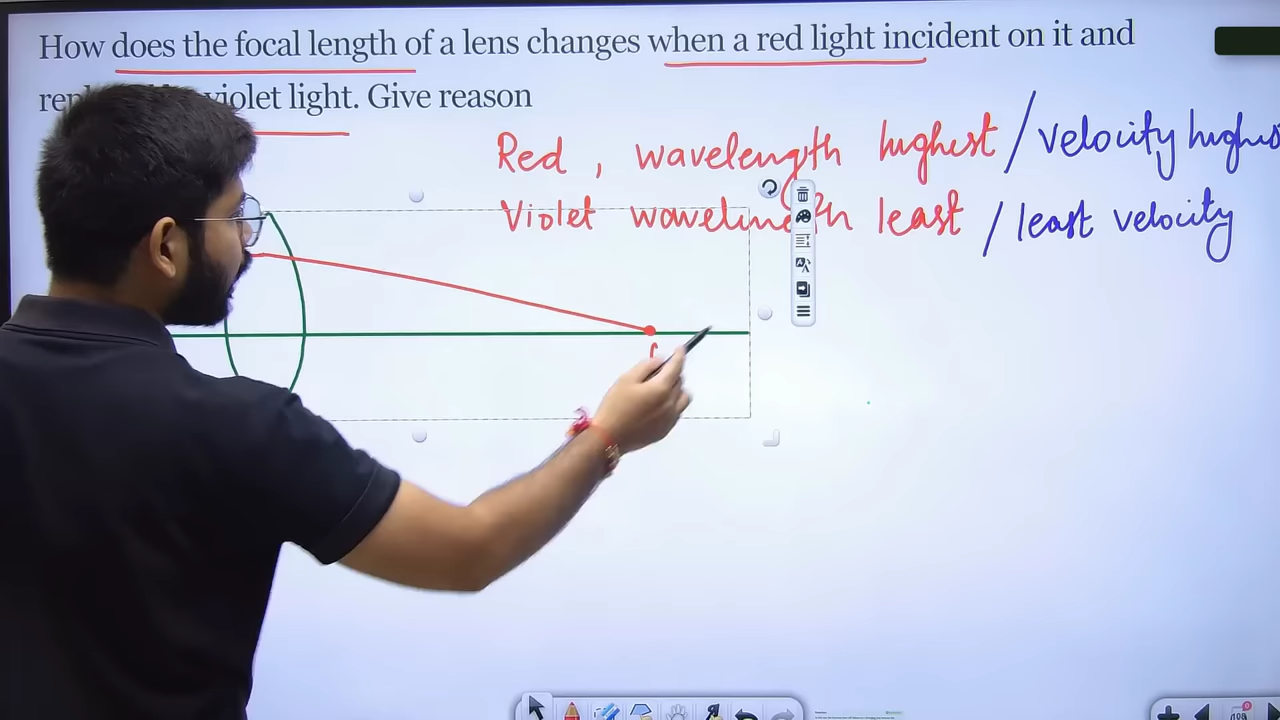 How does the focal length of a lens changes when a red light incident on it and
violet light. Give reason
Red , wavelength highest / velocity highes
Violet wavelength least / least velocity
f